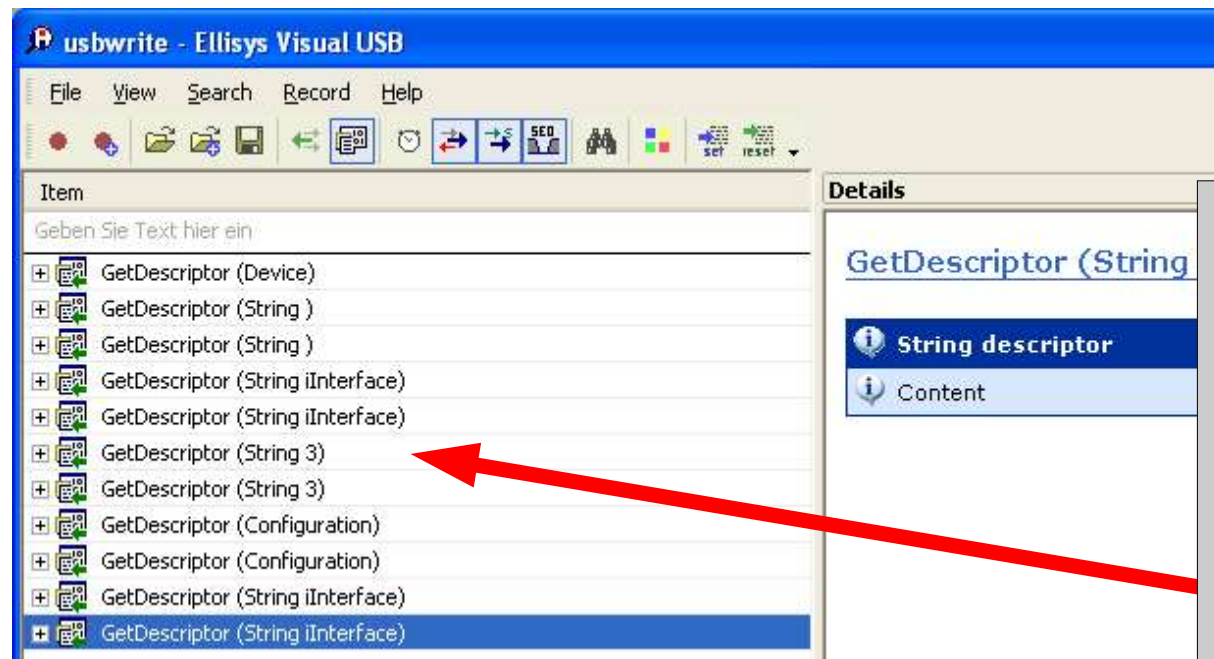 usbwrite - Ellisys Visual USB
File View Search Record Help
SEO
set reset
Item
Details
Geben Sie Text hier ein
GetDescriptor (Device)
GetDescriptor (String )
GetDescriptor (String )
GetDescriptor (String iInterface)
GetDescriptor (String iInterface)
GetDescriptor (String 3)
GetDescriptor (String 3)
GetDescriptor (Configuration)
GetDescriptor (Configuration)
GetDescriptor (String iInterface)
GetDescriptor (String iInterface)
GetDescriptor (String
String descriptor
Content